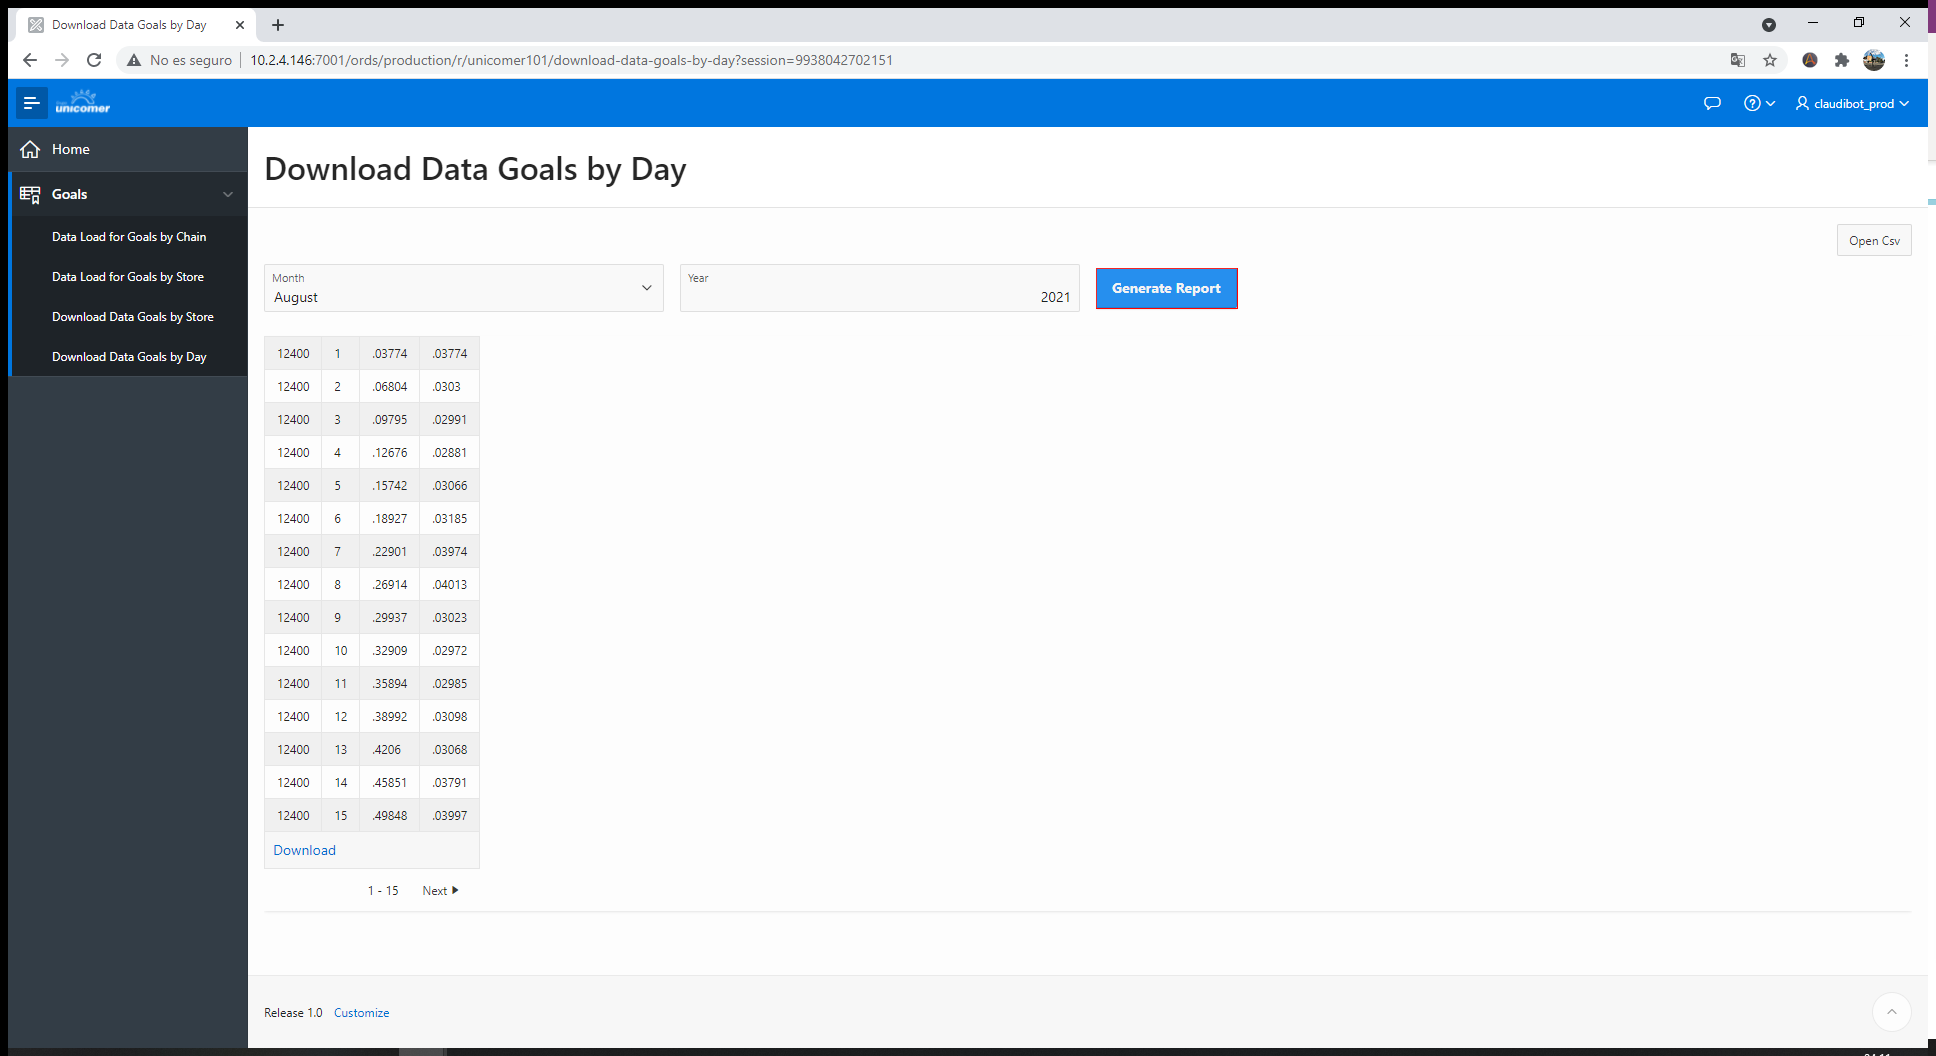 Download Data Goals by Day
No es seguro 10.2.4.146:7001/ords/production/r/unicomer101/download-data-goals-by-day?session=9938042702151
unicomer
claudibot_prod
Home
Goals
Data Load for Goals by Chain
Data Load for Goals by Store
Download Data Goals by Store
Download Data Goals by Day
Download Data Goals by Day
Open Csv
Month
August
Year
2021
Generate Report
12400 1 .03774 .03774
12400 2 .06804 .0303
12400 3 .09795 .02991
12400 4 .12676 .02881
12400 5 .15742 .03066
12400 6 .18927 .03185
12400 7 .22901 .03974
12400 8 .26914 .04013
12400 9 .29937 .03023
12400 10 .32909 .02972
12400 11 .35894 .02985
12400 12 .38992 .03098
12400 13 .4206 .03068
12400 14 .45851 .03791
12400 15 .49848 .03997
Download
1 - 15 Next
Release 1.0 Customize